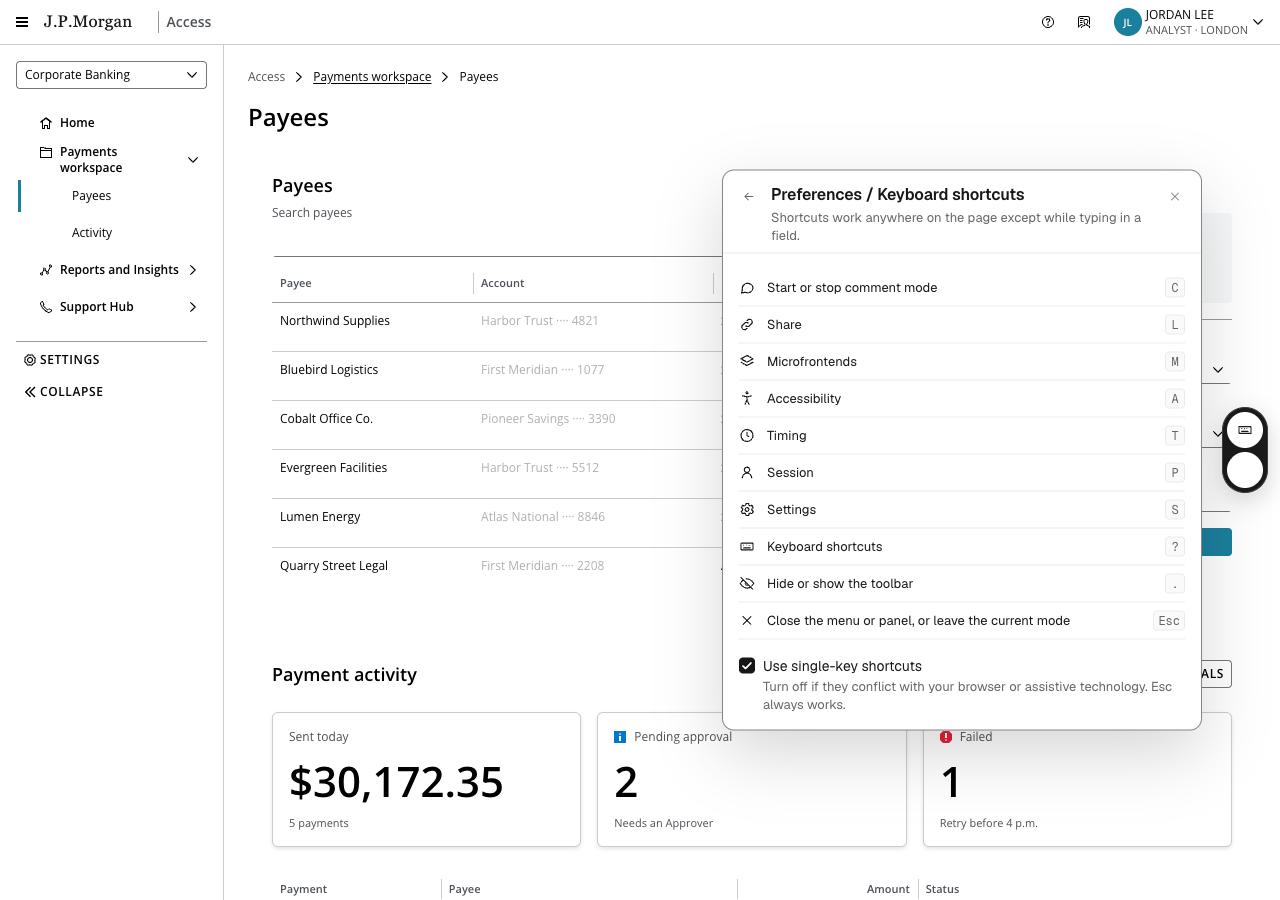 J.P.Morgan
Access
JL
JORDAN LEE
ANALYST · LONDON
Corporate Banking
Home
Payments workspace
Payees
Activity
Reports and Insights
Support Hub
SETTINGS
COLLAPSE
Access
Payments workspace
Payees
Payees
Payees
Search payees
Payee
Account
Northwind Supplies
Harbor Trust ···· 4821
Bluebird Logistics
First Meridian ···· 1077
Cobalt Office Co.
Pioneer Savings ···· 3390
Evergreen Facilities
Harbor Trust ···· 5512
Lumen Energy
Atlas National ···· 8846
Quarry Street Legal
First Meridian ···· 2208
Preferences / Keyboard shortcuts
Shortcuts work anywhere on the page except while typing in a
field.
Start or stop comment mode
C
Share
L
Microfrontends
M
Accessibility
A
Timing
T
Session
P
Settings
S
Keyboard shortcuts
?
Hide or show the toolbar
.
Close the menu or panel, or leave the current mode
Esc
Use single-key shortcuts
Turn off if they conflict with your browser or assistive technology. Esc
always works.
Payment activity
Sent today
$30,172.35
5 payments
Pending approval
2
Needs an Approver
Failed
1
Retry before 4 p.m.
Payment
Payee
Amount
Status